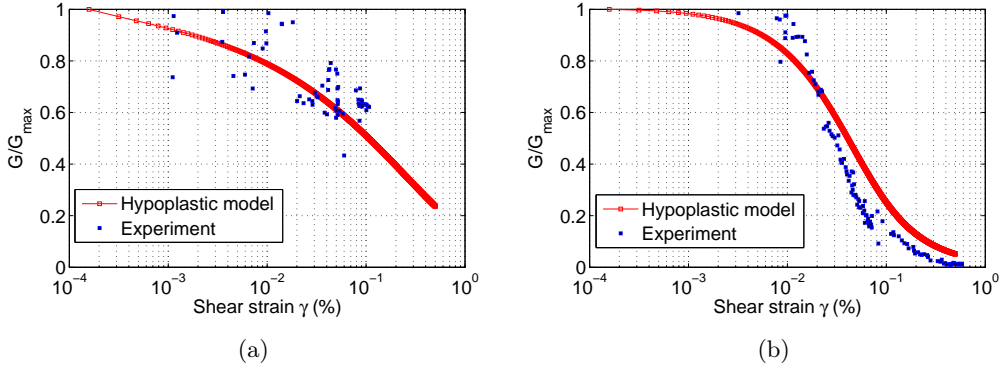 1
0.8
0.6
0.4
0.2
0
G/G_max
Hypoplastic model
Experiment
10^-4 10^-3 10^-2 10^-1 10^0
Shear strain γ (%)
(a)
1
0.8
0.6
0.4
0.2
0
G/G_max
Hypoplastic model
Experiment
10^-4 10^-3 10^-2 10^-1 10^0
Shear strain γ (%)
(b)